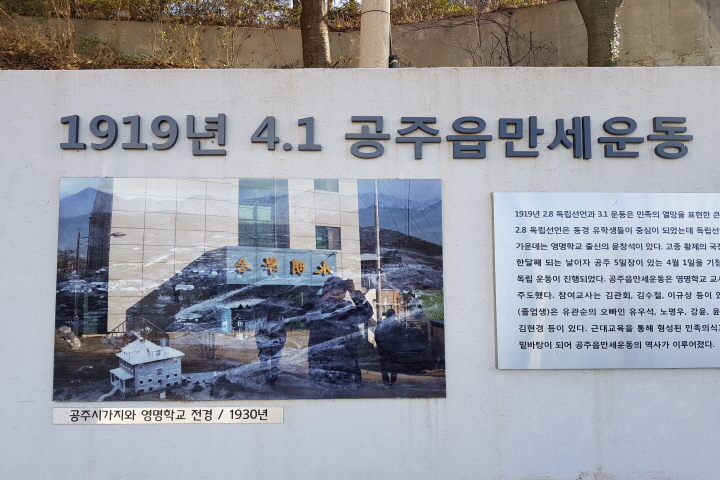 1919년 4.1 공주읍만세운동
1919년 2.8 독립선언과 3.1 운동은 민족의 열망을 표현한 큰
2.8 독립선언은 동경 유학생들이 중심이 되었는데 독립선
가운데는 영명학교 출신의 윤창석이 있다. 고종 황제의 국장
한달째 되는 날이자 공주 5일장이 있는 4월 1일을 기점
독립 운동이 진행되었다. 공주읍만세운동은 영명학교 교사
주도했다. 참여교사는 김관회, 김수철, 이규상 등이 있
(졸업생)은 유관순의 오빠인 유우석, 노명우, 강윤, 윤
김현경 등이 있다. 근대교육을 통해 형성된 민족의식과
밑바탕이 되어 공주읍만세운동의 역사가 이루어졌다.
공주시가지와 영명학교 전경 / 1930년